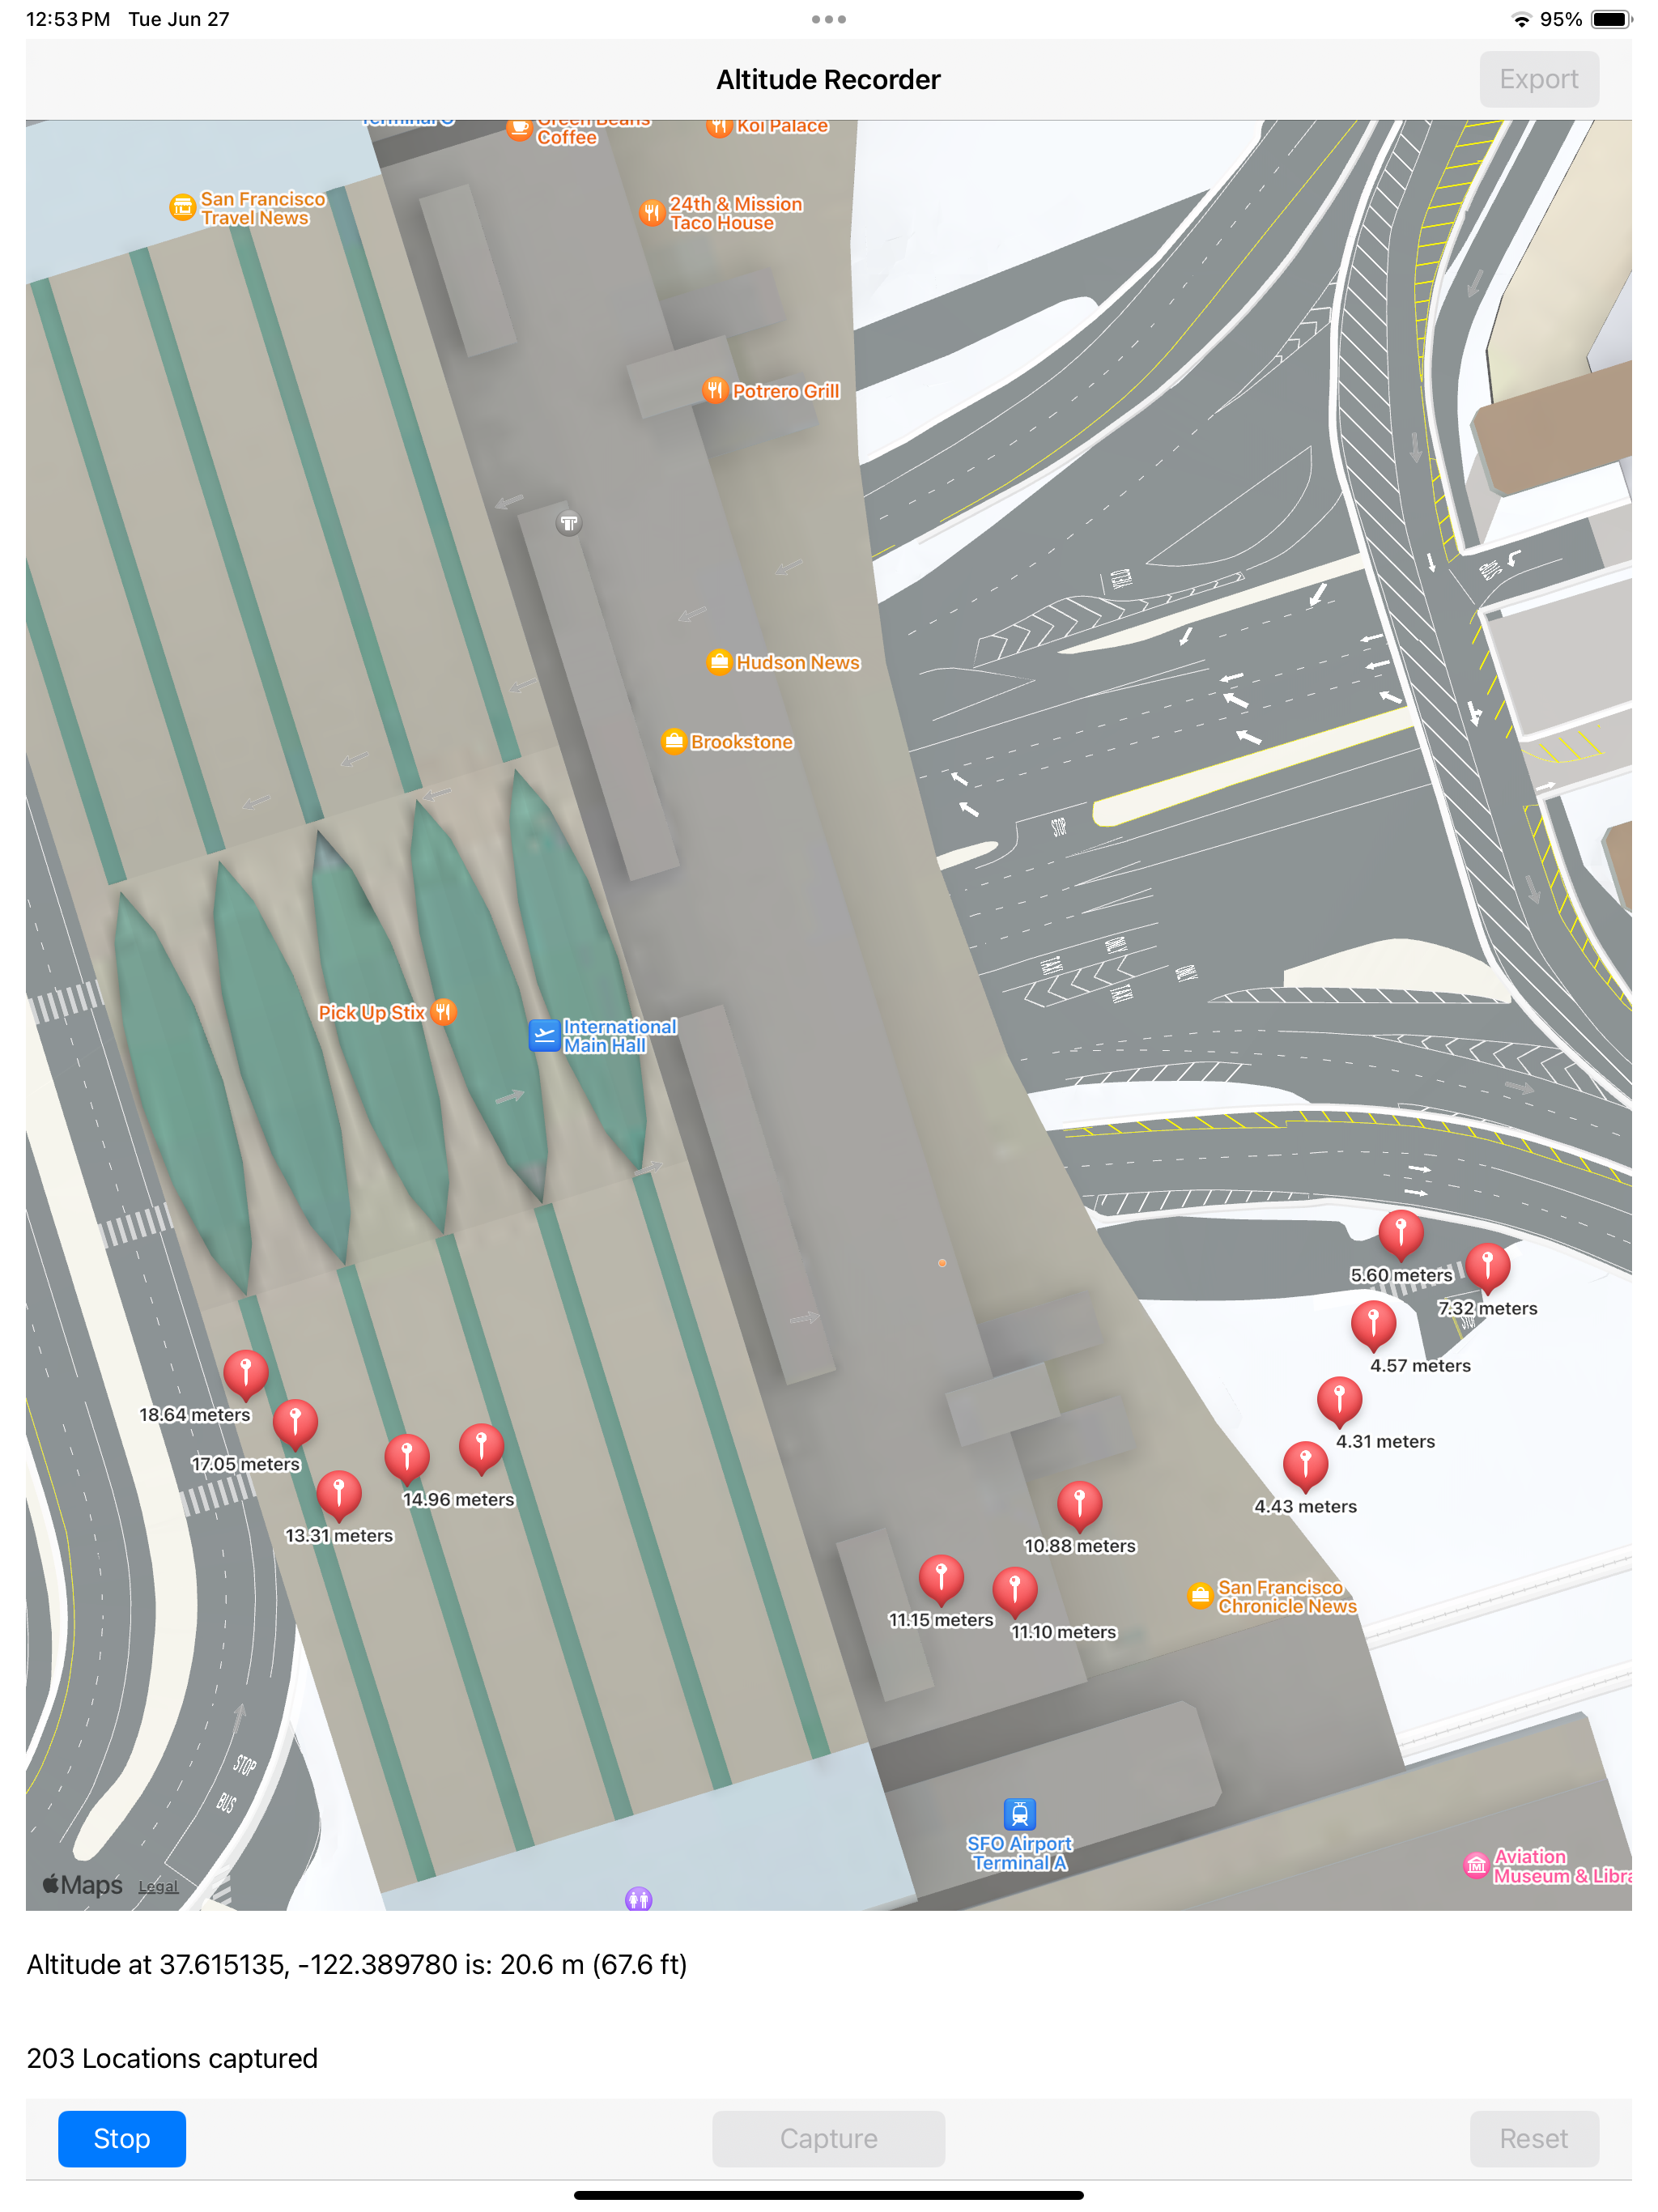 12:53 PM Tue Jun 27
95%
Altitude Recorder
Export
Green Beans
Coffee
Koi Palace
San Francisco
Travel News
24th & Mission
Taco House
Potrero Grill
Hudson News
Brookstone
STOP
Pick Up Stix
International
Main Hall
5.60 meters
7.32 meters
STOP
4.57 meters
18.64 meters
4.31 meters
17.05 meters
14.96 meters
4.43 meters
13.31 meters
10.88 meters
11.15 meters
11.10 meters
San Francisco
Chronicle News
STOP
BUS
SFO Airport
Terminal A
Aviation
Museum & Libra
Maps Legal
Altitude at 37.615135, -122.389780 is: 20.6 m (67.6 ft)
203 Locations captured
Stop
Capture
Reset